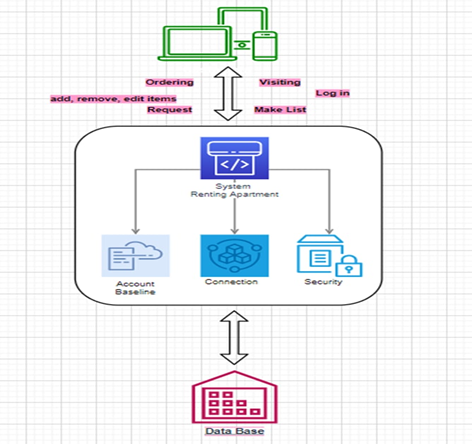 Ordering
Visiting
Log in
add, remove, edit items
Request
Make List
System
Renting Apartment
Account
Baseline
Connection
Security
Data Base